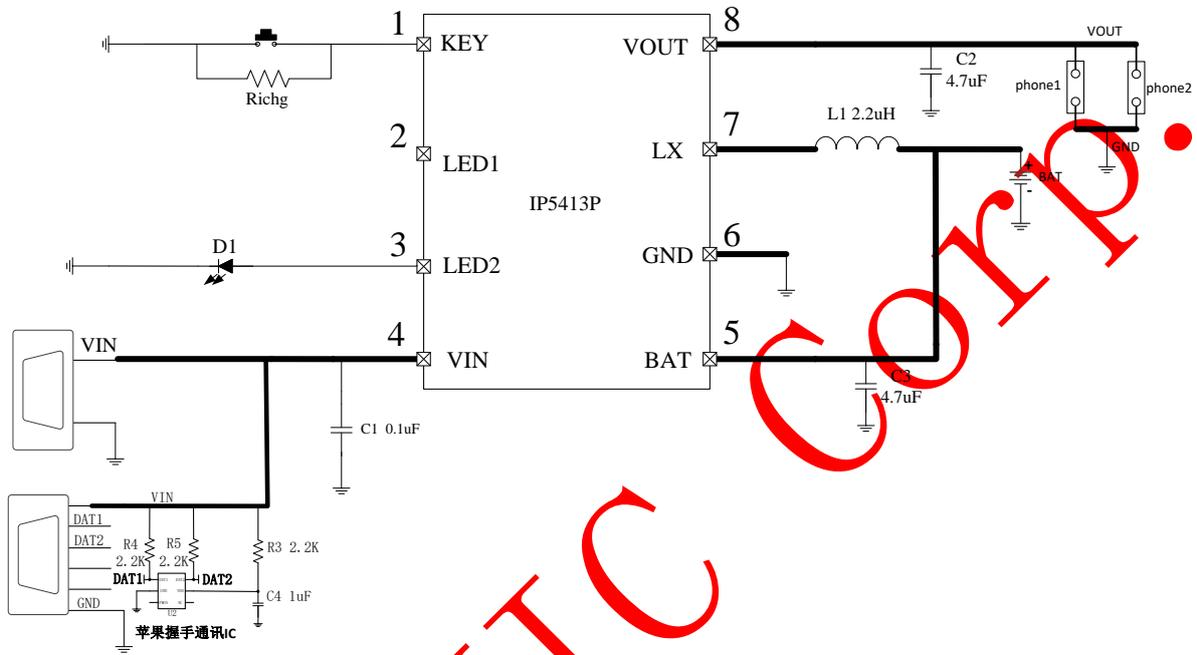 1
KEY
Richg
2
LED1
D1
3
LED2
VIN
4
VIN
IP5413P
8
VOUT
VOUT
C2
4.7uF
phone1
phone2
GND
L1 2.2uH
7
LX
+
BAT
-
6
GND
5
BAT
C3
4.7uF
C1 0.1uF
VIN
DAT1
DAT2
R4
2.2K
R5
2.2K
R3 2.2K
DAT1
DAT2
GND
C4 1uF
U2
苹果握手通讯IC
IC Corp.